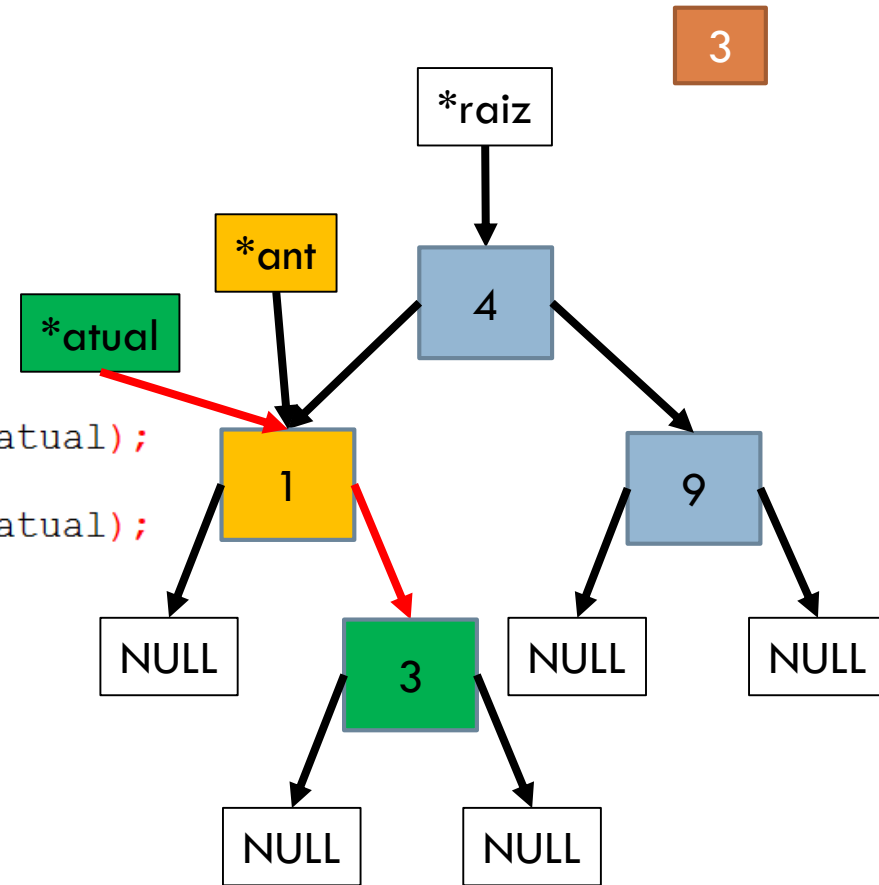 3
*raiz
*ant
4
*atual
atual);
1
9
atual);
NULL
3
NULL
NULL
NULL
NULL